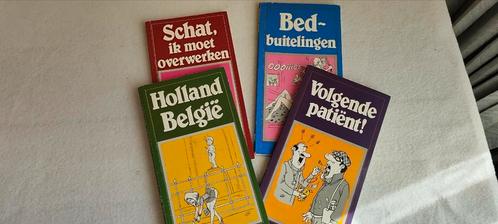 Schat,
ik moet
overwerken
Bed-
buitelingen
Holland
België
Volgende
patiënt!